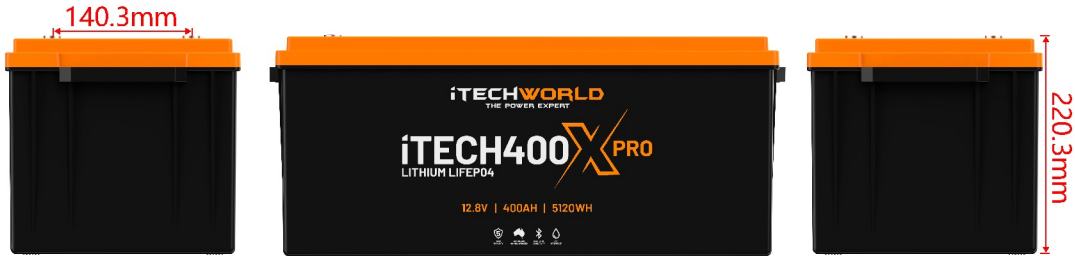 140.3mm
iTECHWORLD
THE POWER EXPERT
iTECH400X PRO
LITHIUM LIFEPO4
12.8V | 400AH | 5120WH
220.3mm